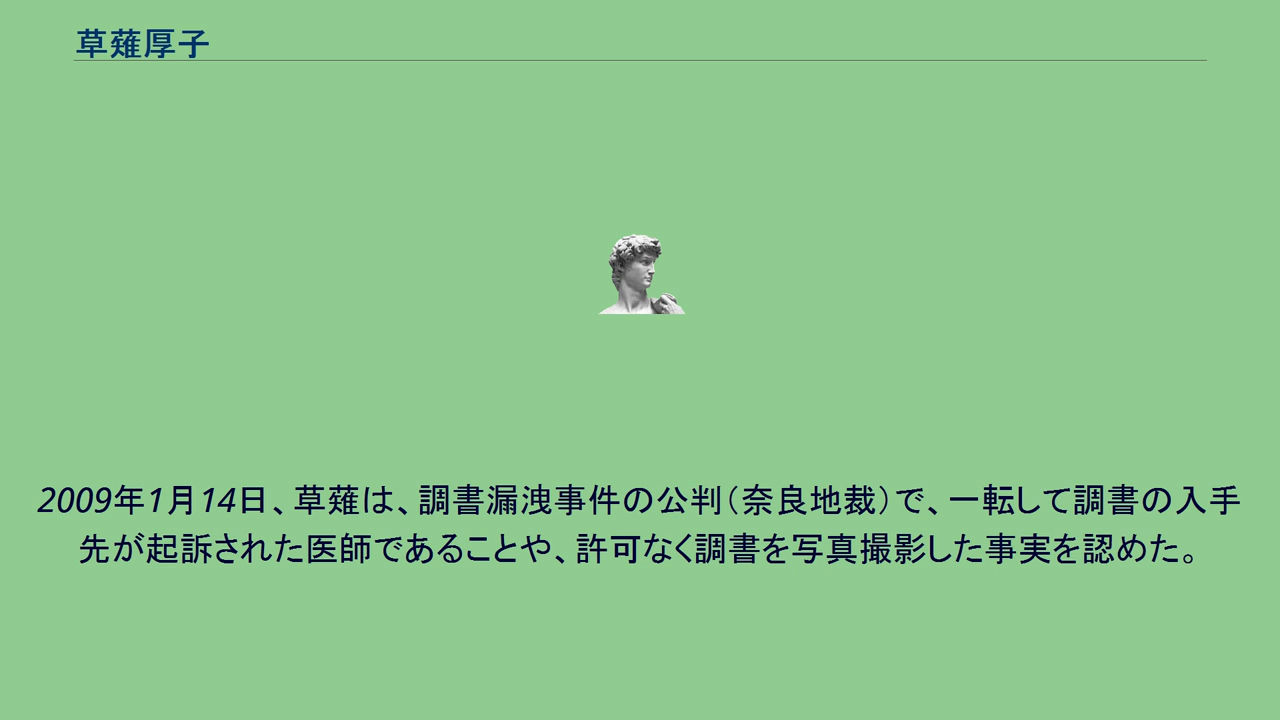 草薙厚子
2009年1月14日、草薙は、調書漏洩事件の公判（奈良地裁）で、一転して調書の入手
先が起訴された医師であることや、許可なく調書を写真撮影した事実を認めた。